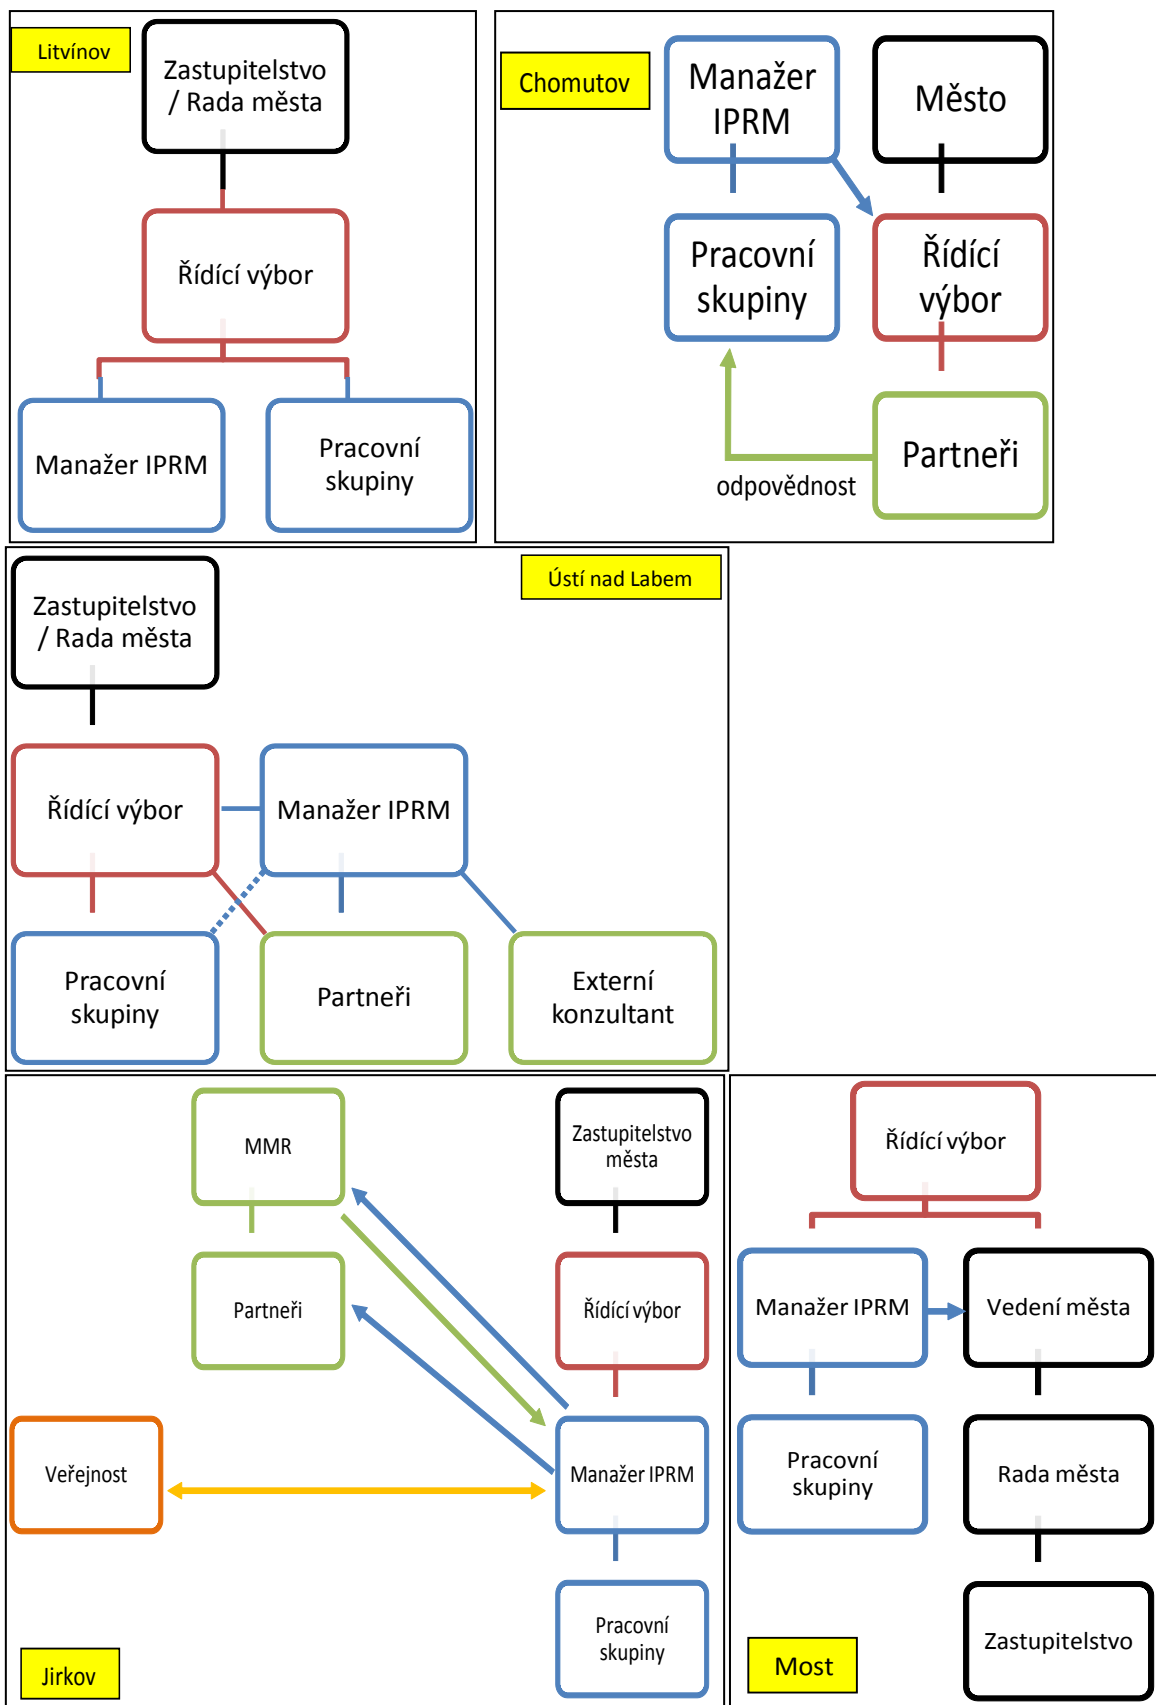 Litvínov
Zastupitelstvo
/ Rada města
Řídící výbor
Manažer IPRM
Pracovní
skupiny
Chomutov
Manažer
IPRM
Město
Pracovní
skupiny
Řídící
výbor
Partneři
odpovědnost
Ústí nad Labem
Zastupitelstvo
/ Rada města
Řídící výbor
Manažer IPRM
Pracovní
skupiny
Partneři
Externí
konzultant
MMR
Zastupitelstvo
města
Partneři
Řídící výbor
Veřejnost
Manažer IPRM
Pracovní
skupiny
Jirkov
Řídící výbor
Manažer IPRM
Vedení města
Pracovní
skupiny
Rada města
Zastupitelstvo
Most